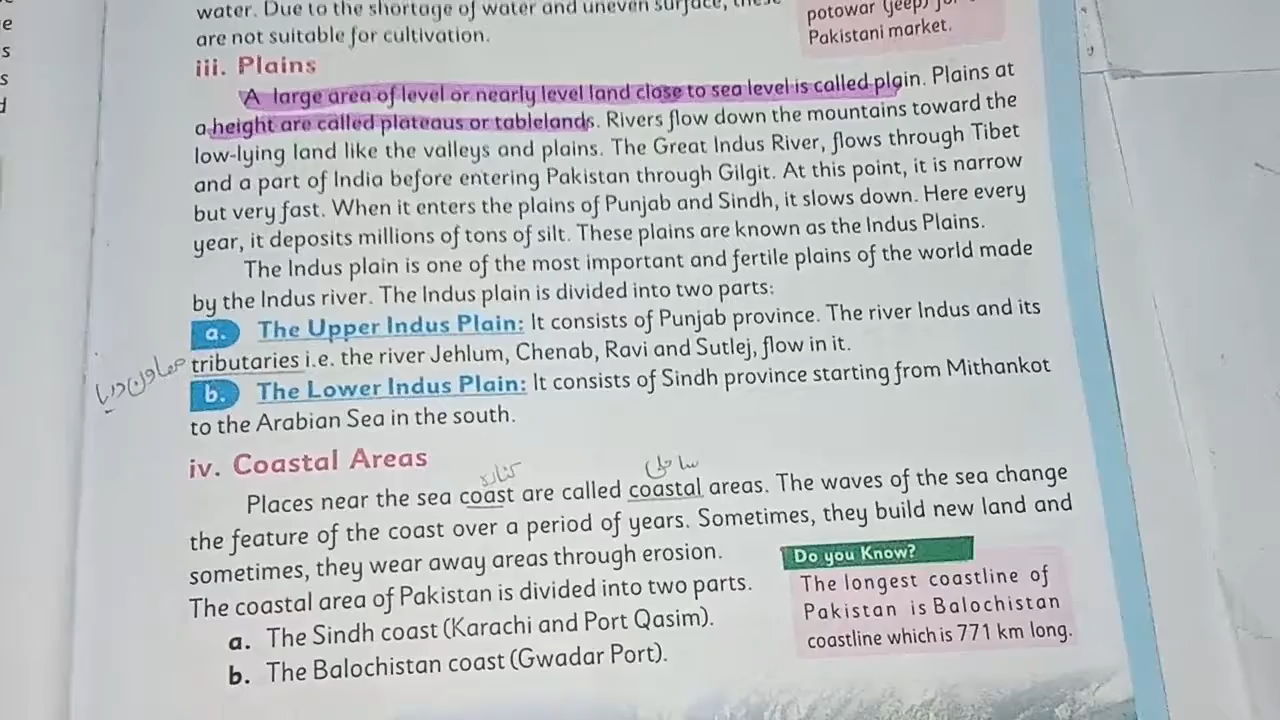 water. Due to the shortage of water and uneven surface, these
are not suitable for cultivation.
potowar (jeep) for
Pakistani market.
iii. Plains
A large area of level or nearly level land close to sea level is called plain. Plains at
a height are called plateaus or tablelands. Rivers flow down the mountains toward the
low-lying land like the valleys and plains. The Great Indus River, flows through Tibet
and a part of India before entering Pakistan through Gilgit. At this point, it is narrow
but very fast. When it enters the plains of Punjab and Sindh, it slows down. Here every
year, it deposits millions of tons of silt. These plains are known as the Indus Plains.
The Indus plain is one of the most important and fertile plains of the world made
by the Indus river. The Indus plain is divided into two parts:
a. The Upper Indus Plain: It consists of Punjab province. The river Indus and its
معاون دریا
tributaries i.e. the river Jehlum, Chenab, Ravi and Sutlej, flow in it.
b. The Lower Indus Plain: It consists of Sindh province starting from Mithankot
to the Arabian Sea in the south.
iv. Coastal Areas
کنارہ
ساحلی
Places near the sea coast are called coastal areas. The waves of the sea change
the feature of the coast over a period of years. Sometimes, they build new land and
sometimes, they wear away areas through erosion.
The coastal area of Pakistan is divided into two parts.
a. The Sindh coast (Karachi and Port Qasim).
b. The Balochistan coast (Gwadar Port).
Do you Know?
The longest coastline of
Pakistan is Balochistan
coastline which is 771 km long.